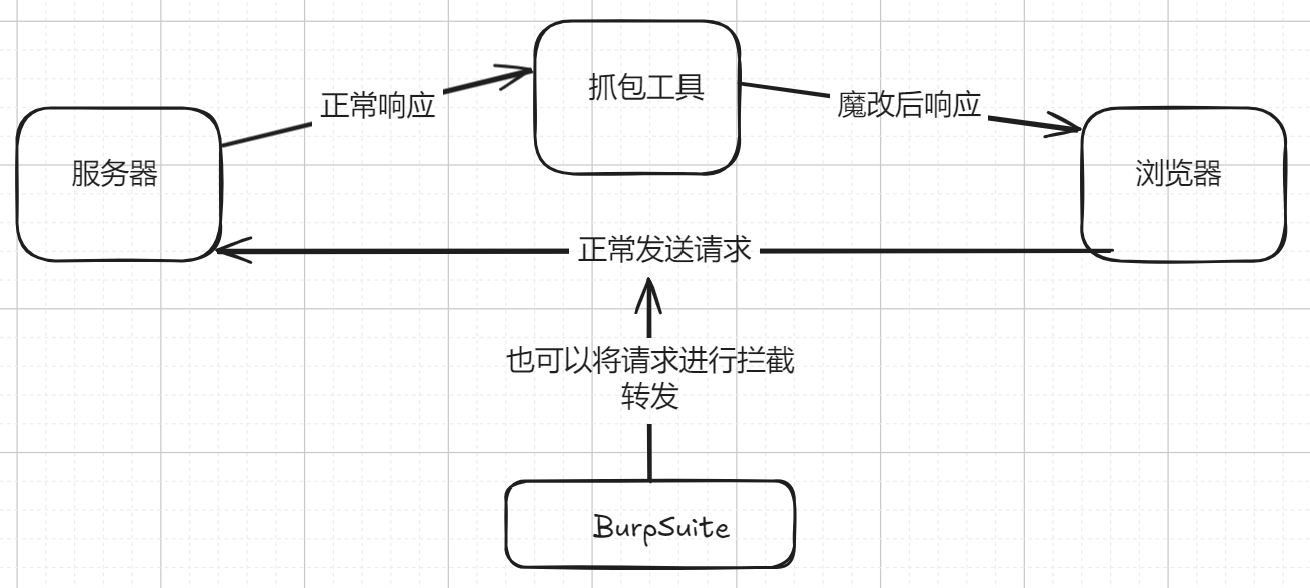 抓包工具
正常响应
魔改后响应
服务器
浏览器
正常发送请求
也可以将请求进行拦截
转发
BurpSuite